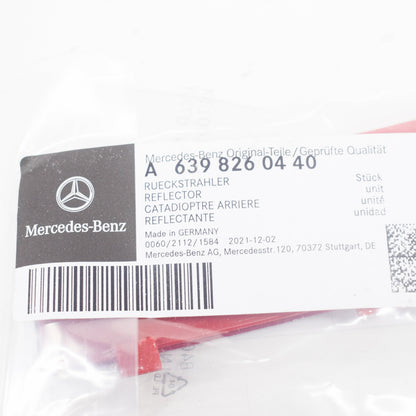 Mercedes-Benz Original-Teile / Geprüfte Qualität
A 639 826 04 40
RUECKSTRAHLER Stück
REFLECTOR unit
CATADIOPTRE ARRIERE unité
REFLECTANTE unidad
Made in GERMANY
0060/2112/1584 2021-12-02
Mercedes-Benz AG, Mercedesstr.120, 70372 Stuttgart, DE
Mercedes-Benz